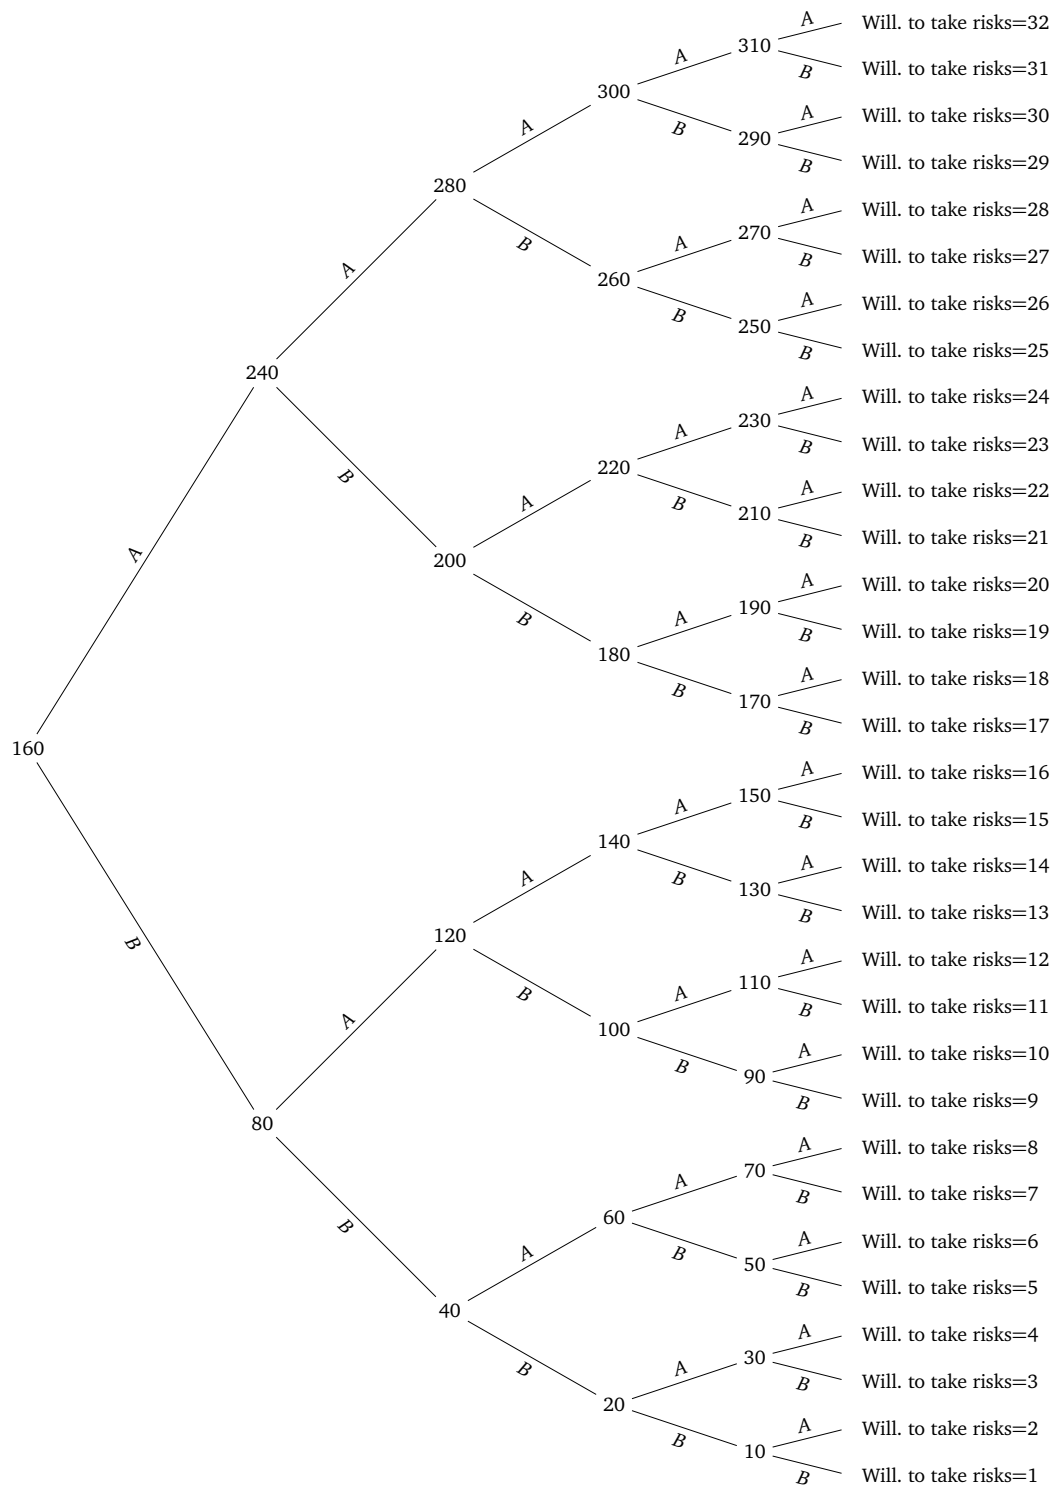 A
Will. to take risks=32
310
A
B
Will. to take risks=31
300
B
A
Will. to take risks=30
290
A
B
Will. to take risks=29
280
B
A
Will. to take risks=28
270
A
B
Will. to take risks=27
260
B
A
Will. to take risks=26
250
A
B
Will. to take risks=25
240
B
A
Will. to take risks=24
230
A
B
Will. to take risks=23
220
B
A
Will. to take risks=22
210
A
B
Will. to take risks=21
200
B
A
Will. to take risks=20
190
A
B
Will. to take risks=19
180
B
A
Will. to take risks=18
170
A
B
Will. to take risks=17
160
B
A
Will. to take risks=16
150
A
B
Will. to take risks=15
140
B
A
Will. to take risks=14
130
A
B
Will. to take risks=13
120
B
A
Will. to take risks=12
110
A
B
Will. to take risks=11
100
B
A
Will. to take risks=10
90
A
B
Will. to take risks=9
80
B
A
Will. to take risks=8
70
A
B
Will. to take risks=7
60
B
A
Will. to take risks=6
50
A
B
Will. to take risks=5
40
B
A
Will. to take risks=4
30
A
B
Will. to take risks=3
20
B
A
Will. to take risks=2
10
B
Will. to take risks=1